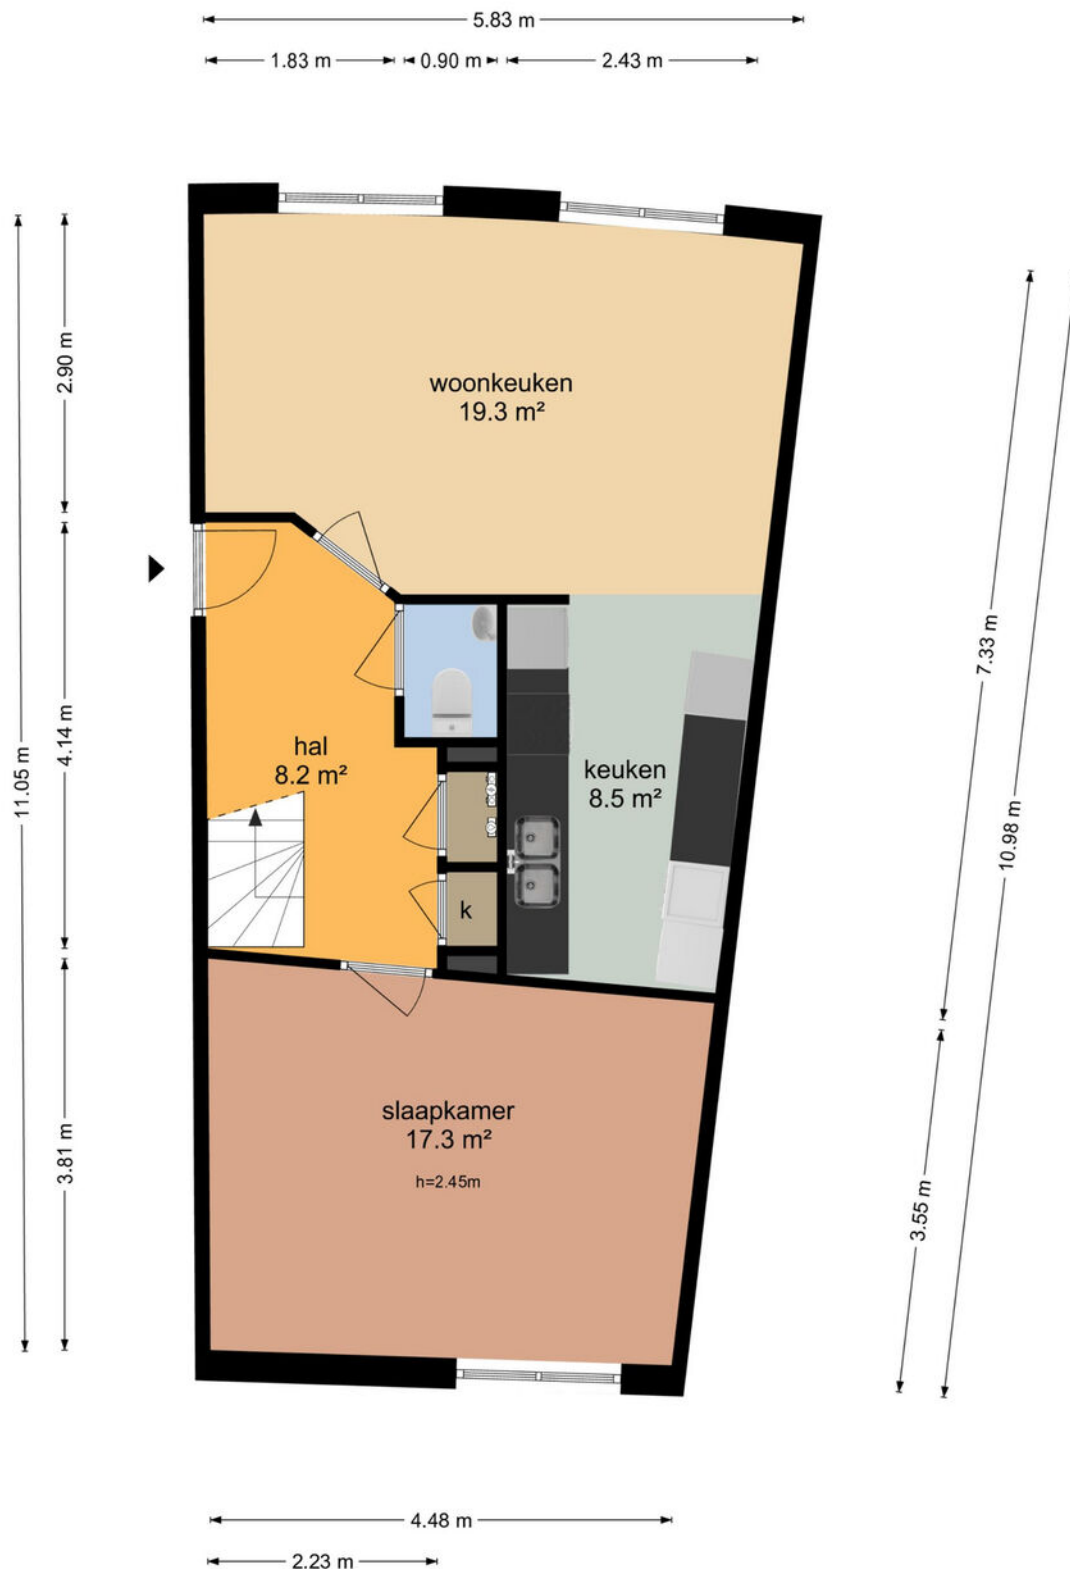 5.83 m
1.83 m
0.90 m
2.43 m
2.90 m
4.14 m
3.81 m
11.05 m
woonkeuken
19.3 m²
hal
8.2 m²
keuken
8.5 m²
k
slaapkamer
17.3 m²
h=2.45m
7.33 m
3.55 m
10.98 m
4.48 m
2.23 m